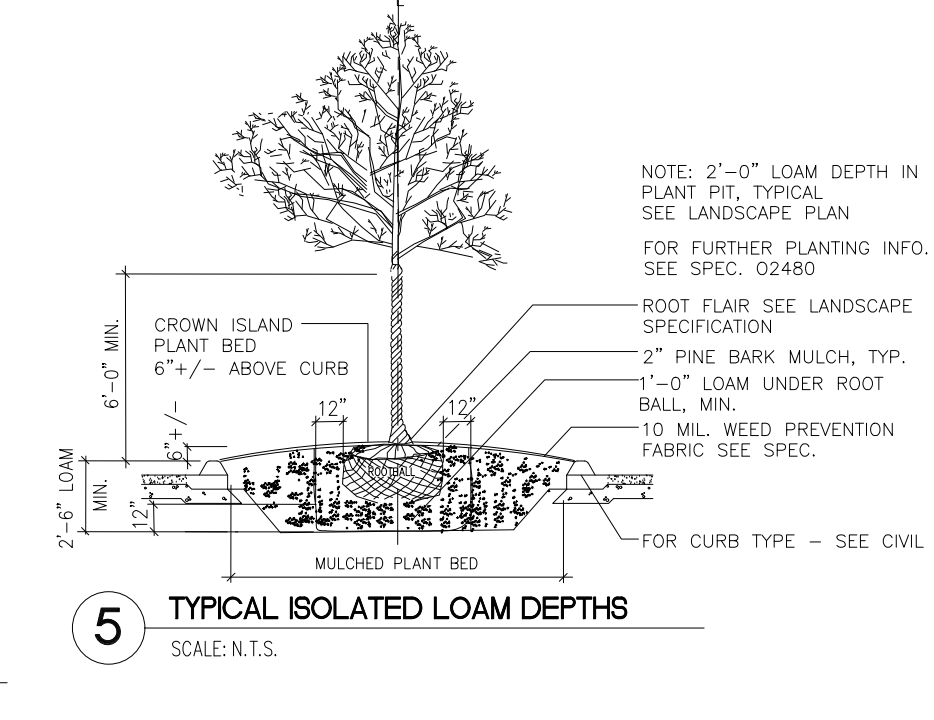 L
NOTE: 2'-0" LOAM DEPTH IN
PLANT PIT, TYPICAL
SEE LANDSCAPE PLAN
FOR FURTHER PLANTING INFO.
SEE SPEC. 02480
ROOT FLAIR SEE LANDSCAPE
SPECIFICATION
2" PINE BARK MULCH, TYP.
1'-0" LOAM UNDER ROOT
BALL, MIN.
10 MIL. WEED PREVENTION
FABRIC SEE SPEC.
FOR CURB TYPE - SEE CIVIL
CROWN ISLAND
PLANT BED
6"+/- ABOVE CURB
6'-0" MIN.
6"+/-
12"
12"
ROOTBALL
2'-6" LOAM
MIN.
12"
MULCHED PLANT BED
5
TYPICAL ISOLATED LOAM DEPTHS
SCALE: N.T.S.